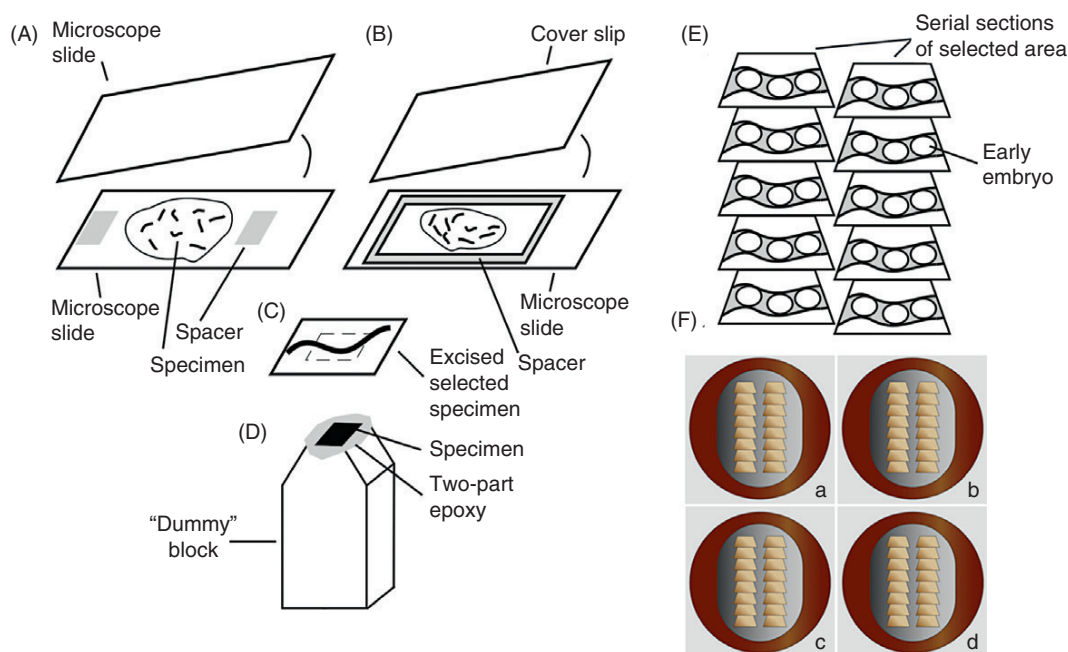 (A)
Microscope
slide
(B)
Cover slip
(E)
Serial sections
of selected area
Early
embryo
Microscope
slide
Spacer
Specimen
Microscope
slide
Spacer
(C)
Excised
selected
specimen
(D)
Specimen
Two-part
epoxy
“Dummy”
block
(F)
a
b
c
d